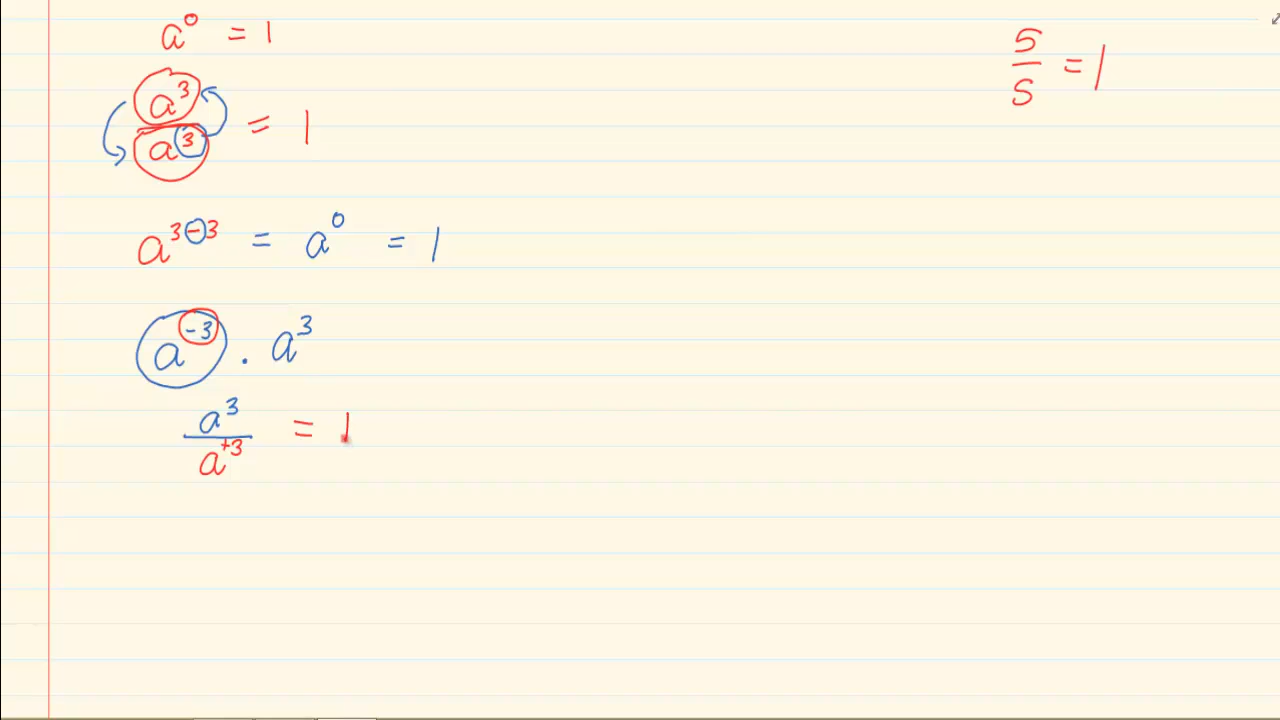 a⁰ = 1
5/5 = 1
a³/a³ = 1
a³⁻³ = a⁰ = 1
a⁻³ · a³
a³/a⁺³ = 1